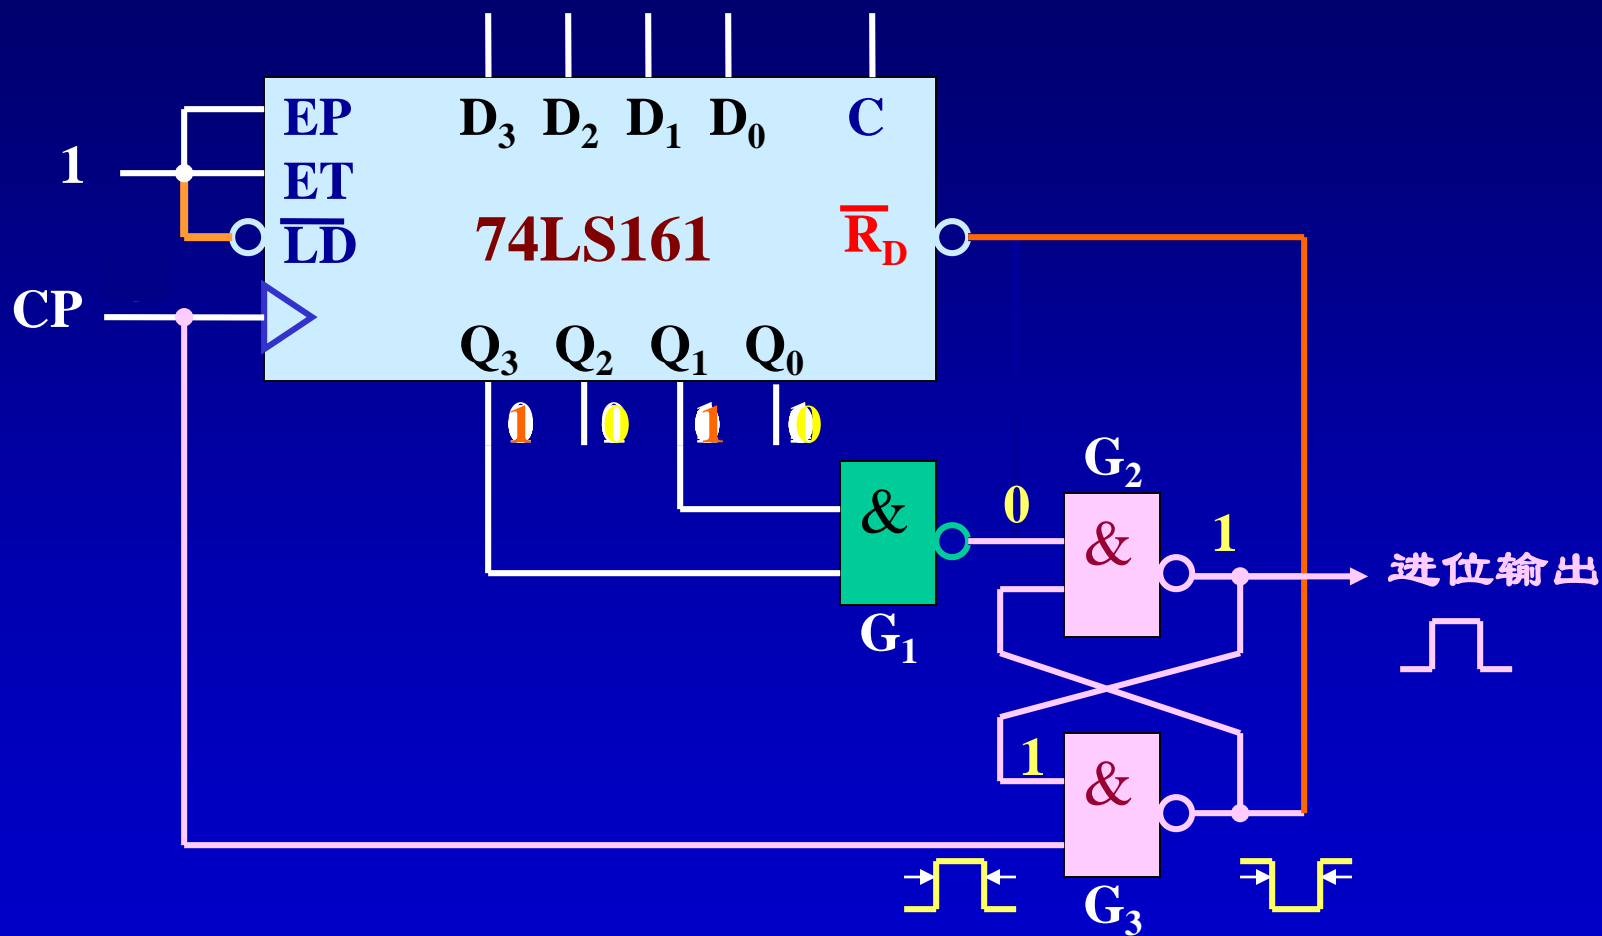 EP D₃ D₂ D₁ D₀ C
1
ET
LD 74LS161 R_D
CP
Q₃ Q₂ Q₁ Q₀
1 0 1 0
& G₁
0
G₂
&
1
进位输出
1
&
G₃